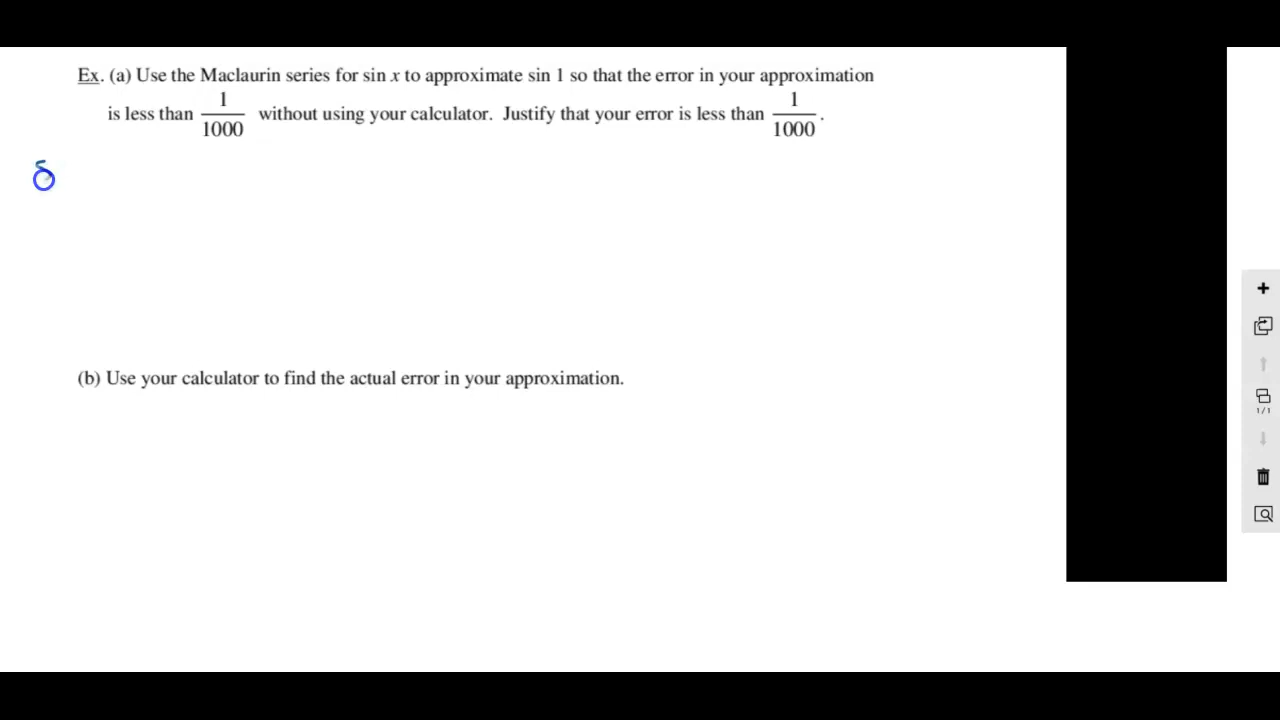 Ex. (a) Use the Maclaurin series for sin x to approximate sin 1 so that the error in your approximation
is less than 1/1000 without using your calculator. Justify that your error is less than 1/1000.
(b) Use your calculator to find the actual error in your approximation.
1/1